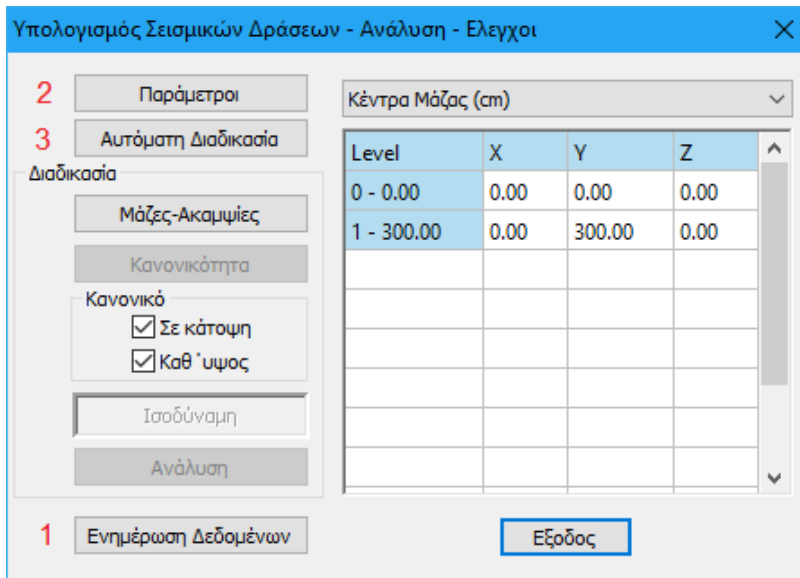 Υπολογισμός Σεισμικών Δράσεων - Ανάλυση - Ελεγχοι
2 Παράμετροι
3 Αυτόματη Διαδικασία
Διαδικασία
Μάζες-Ακαμψίες
Κανονικότητα
Κανονικό
Σε κάτοψη
Καθ ΄υψος
Ισοδύναμη
Ανάλυση
1 Ενημέρωση Δεδομένων
Κέντρα Μάζας (cm)
Level X Y Z
0 - 0.00 0.00 0.00 0.00
1 - 300.00 0.00 300.00 0.00
Εξοδος